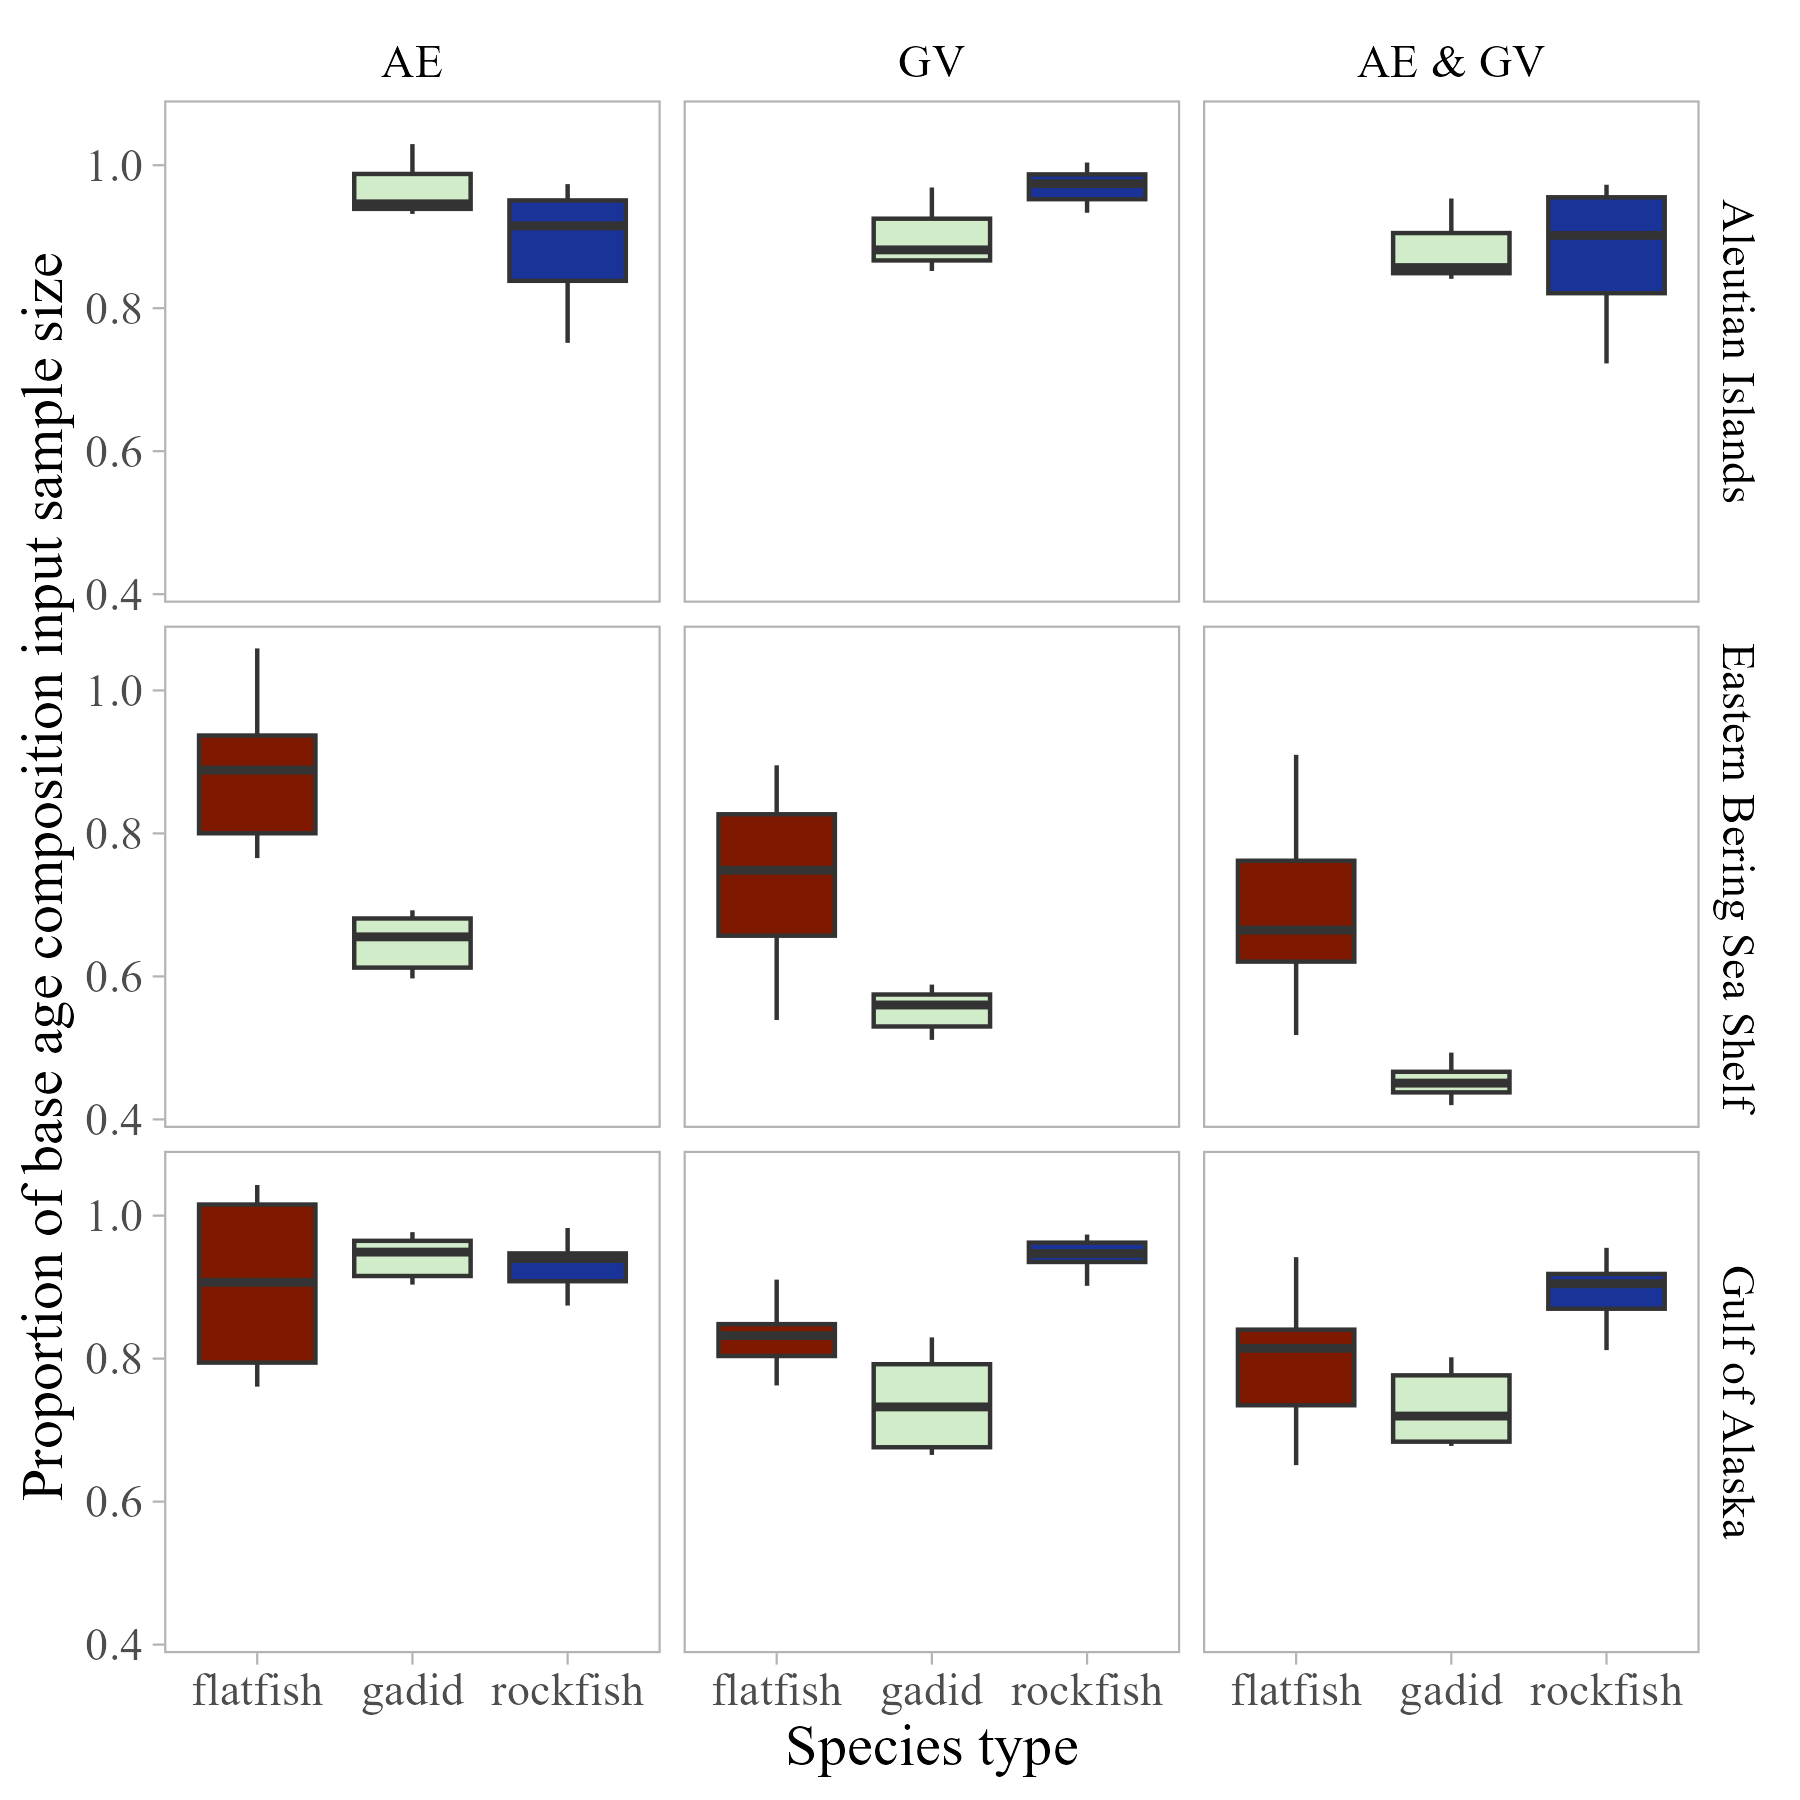 AE
GV
AE & GV
Proportion of base age composition input sample size
1.0
0.8
0.6
0.4
Aleutian Islands
1.0
0.8
0.6
0.4
Eastern Bering Sea Shelf
1.0
0.8
0.6
0.4
Gulf of Alaska
flatfish gadid rockfish
flatfish gadid rockfish
flatfish gadid rockfish
Species type